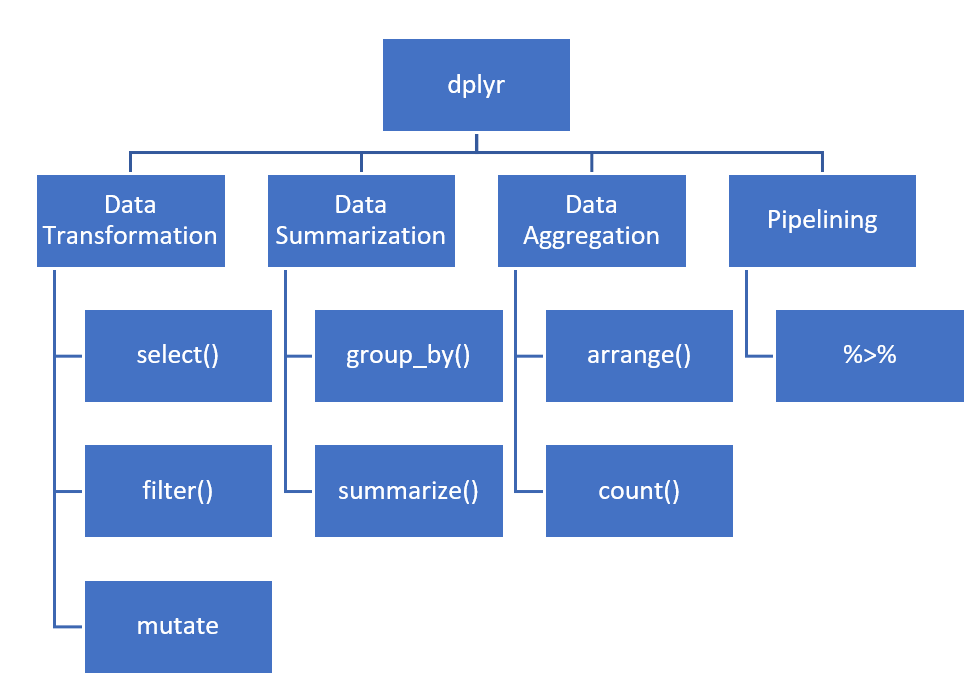 dplyr
Data
Transformation
Data
Summarization
Data
Aggregation
Pipelining
select()
group_by()
arrange()
%>%
filter()
summarize()
count()
mutate